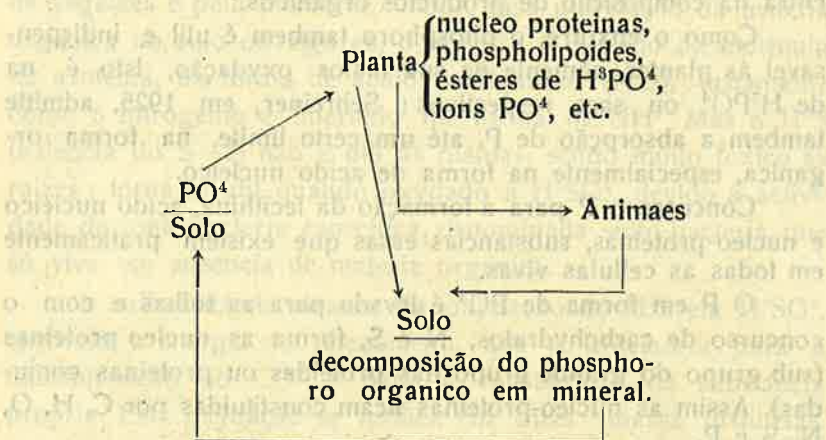 Planta
nucleo proteinas,
phospholipoides,
ésteres de H³PO⁴,
ions PO⁴, etc.
PO⁴
Solo
Animaes
Solo
decomposição do phospho-
ro organico em mineral.